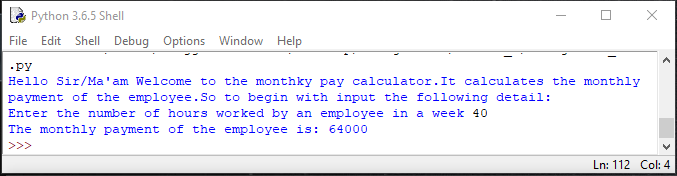 Python 3.6.5 Shell
File Edit Shell Debug Options Window Help
.py
Hello Sir/Ma'am Welcome to the monthky pay calculator.It calculates the monthly
payment of the employee.So to begin with input the following detail:
Enter the number of hours worked by an employee in a week 40
The monthly payment of the employee is: 64000
>>>
Ln: 112 Col: 4